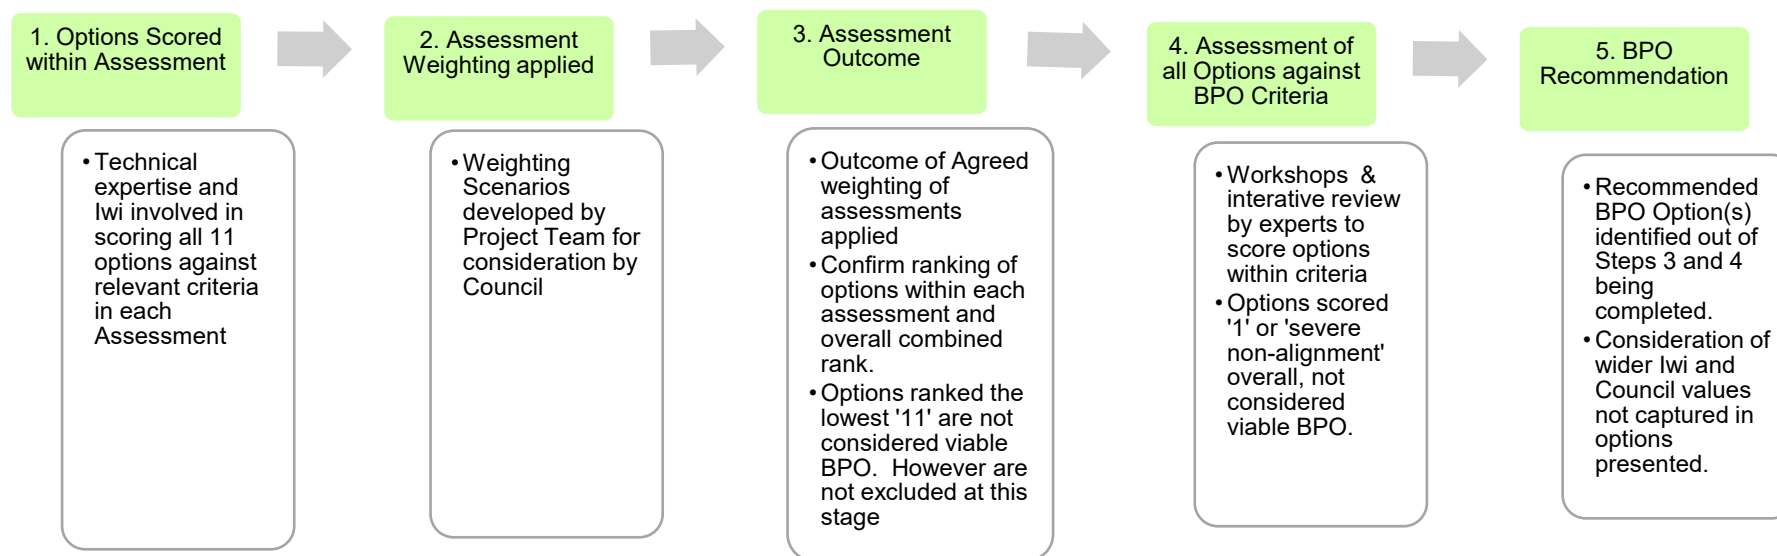 1. Options Scored
within Assessment
2. Assessment
Weighting applied
3. Assessment
Outcome
4. Assessment of
all Options against
BPO Criteria
5. BPO
Recommendation
• Technical
expertise and
Iwi involved in
scoring all 11
options against
relevant criteria
in each
Assessment
• Weighting
Scenarios
developed by
Project Team for
consideration by
Council
• Outcome of Agreed
weighting of
assessments
applied
• Confirm ranking of
options within each
assessment and
overall combined
rank.
• Options ranked the
lowest '11' are not
considered viable
BPO. However are
not excluded at this
stage
• Workshops &
interative review
by experts to
score options
within criteria
• Options scored
'1' or 'severe
non-alignment'
overall, not
considered
viable BPO.
• Recommended
BPO Option(s)
identified out of
Steps 3 and 4
being
completed.
• Consideration of
wider Iwi and
Council values
not captured in
options
presented.